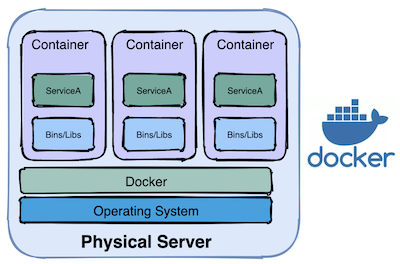 Container Container Container
ServiceA ServiceA ServiceA
Bins/Libs Bins/Libs Bins/Libs
Docker
Operating System
Physical Server
docker